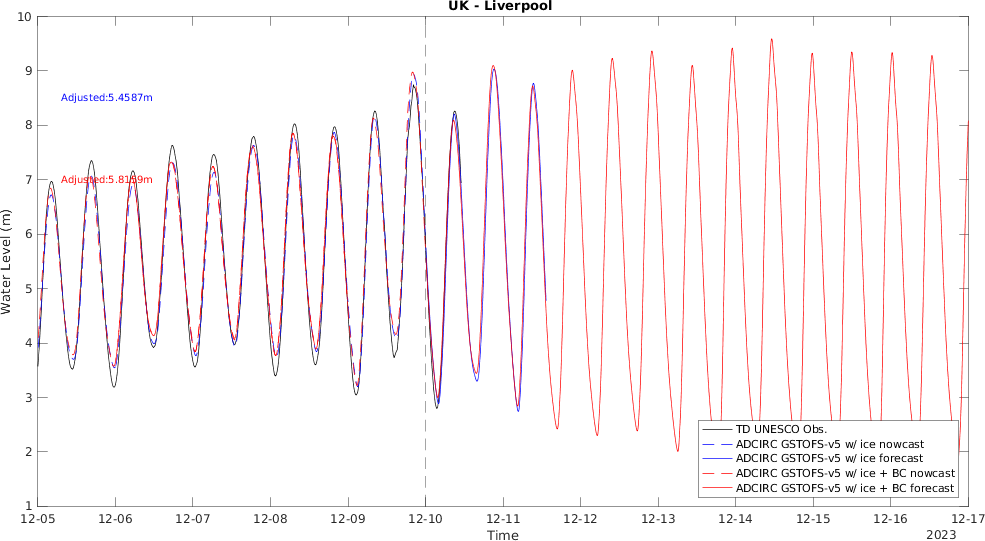 UK - Liverpool
10
9
8
7
6
5
4
3
2
1
Water Level (m)
Adjusted:5.4587m
Adjusted:5.8159m
TD UNESCO Obs.
ADCIRC GSTOFS-v5 w/ ice nowcast
ADCIRC GSTOFS-v5 w/ ice forecast
ADCIRC GSTOFS-v5 w/ ice + BC nowcast
ADCIRC GSTOFS-v5 w/ ice + BC forecast
12-05 12-06 12-07 12-08 12-09 12-10 12-11 12-12 12-13 12-14 12-15 12-16 12-17
Time
2023